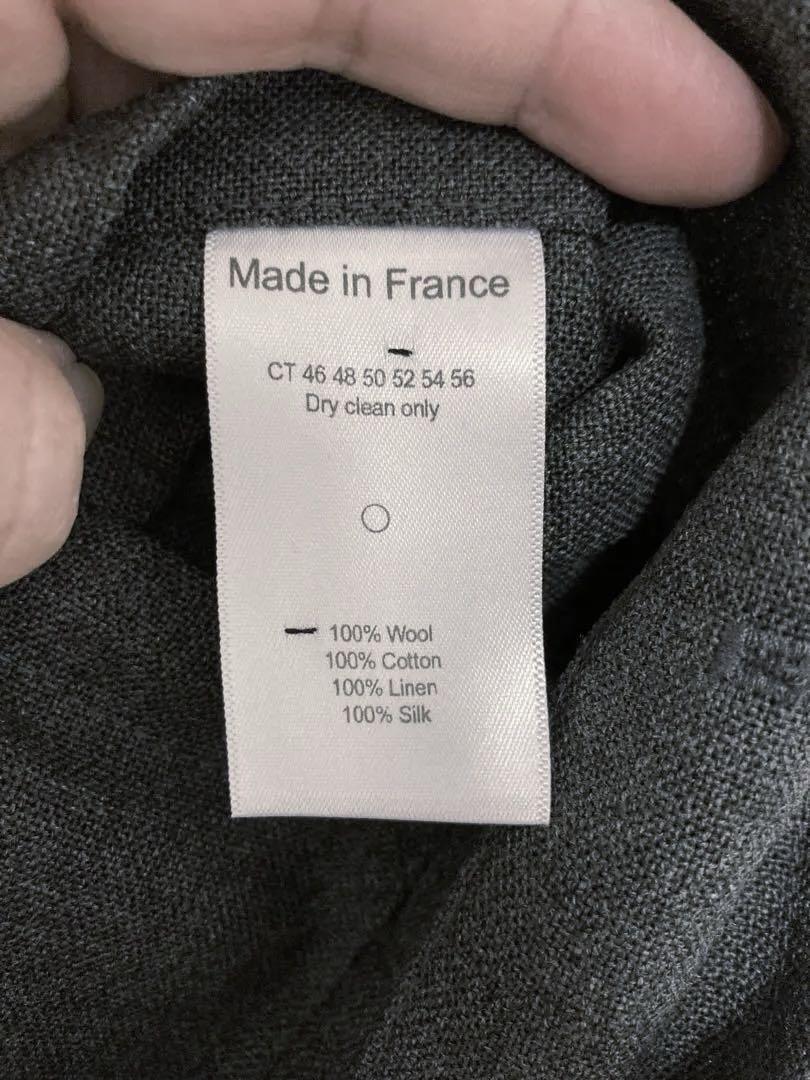 Made in France
CT 46 48 50 52 54 56
Dry clean only
100% Wool
100% Cotton
100% Linen
100% Silk